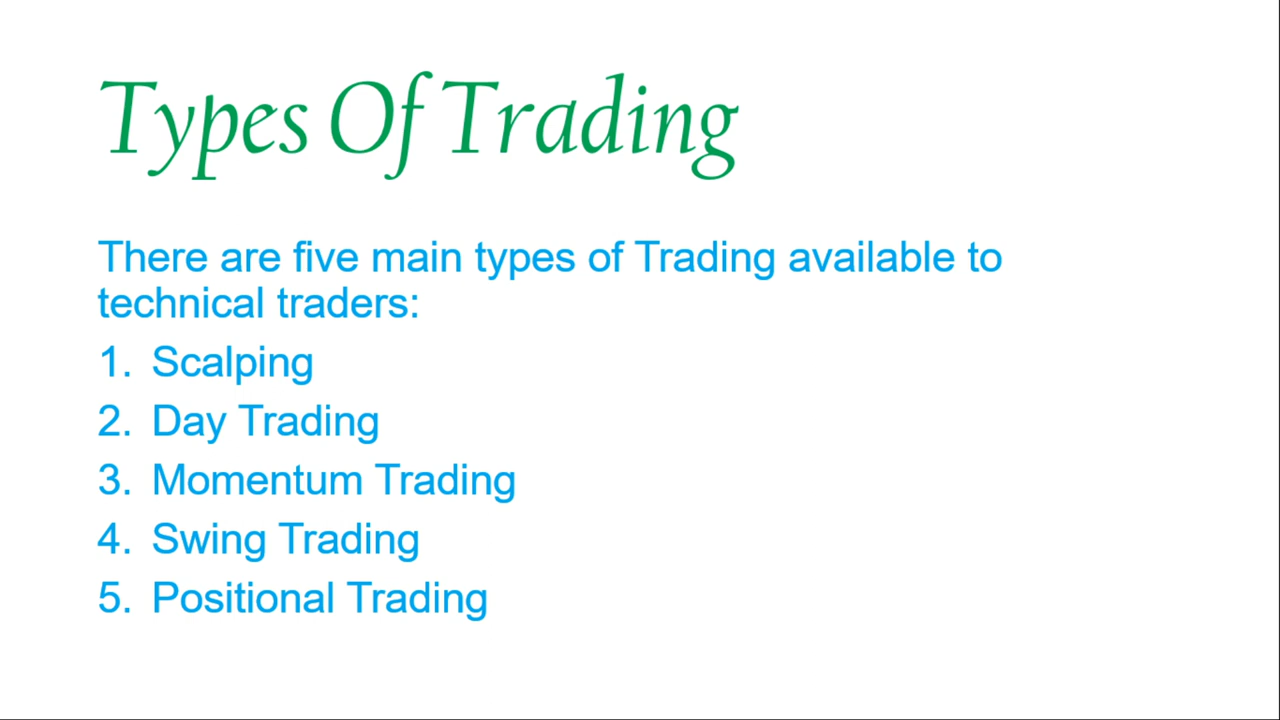 Types Of Trading
There are five main types of Trading available to
technical traders:
1. Scalping
2. Day Trading
3. Momentum Trading
4. Swing Trading
5. Positional Trading